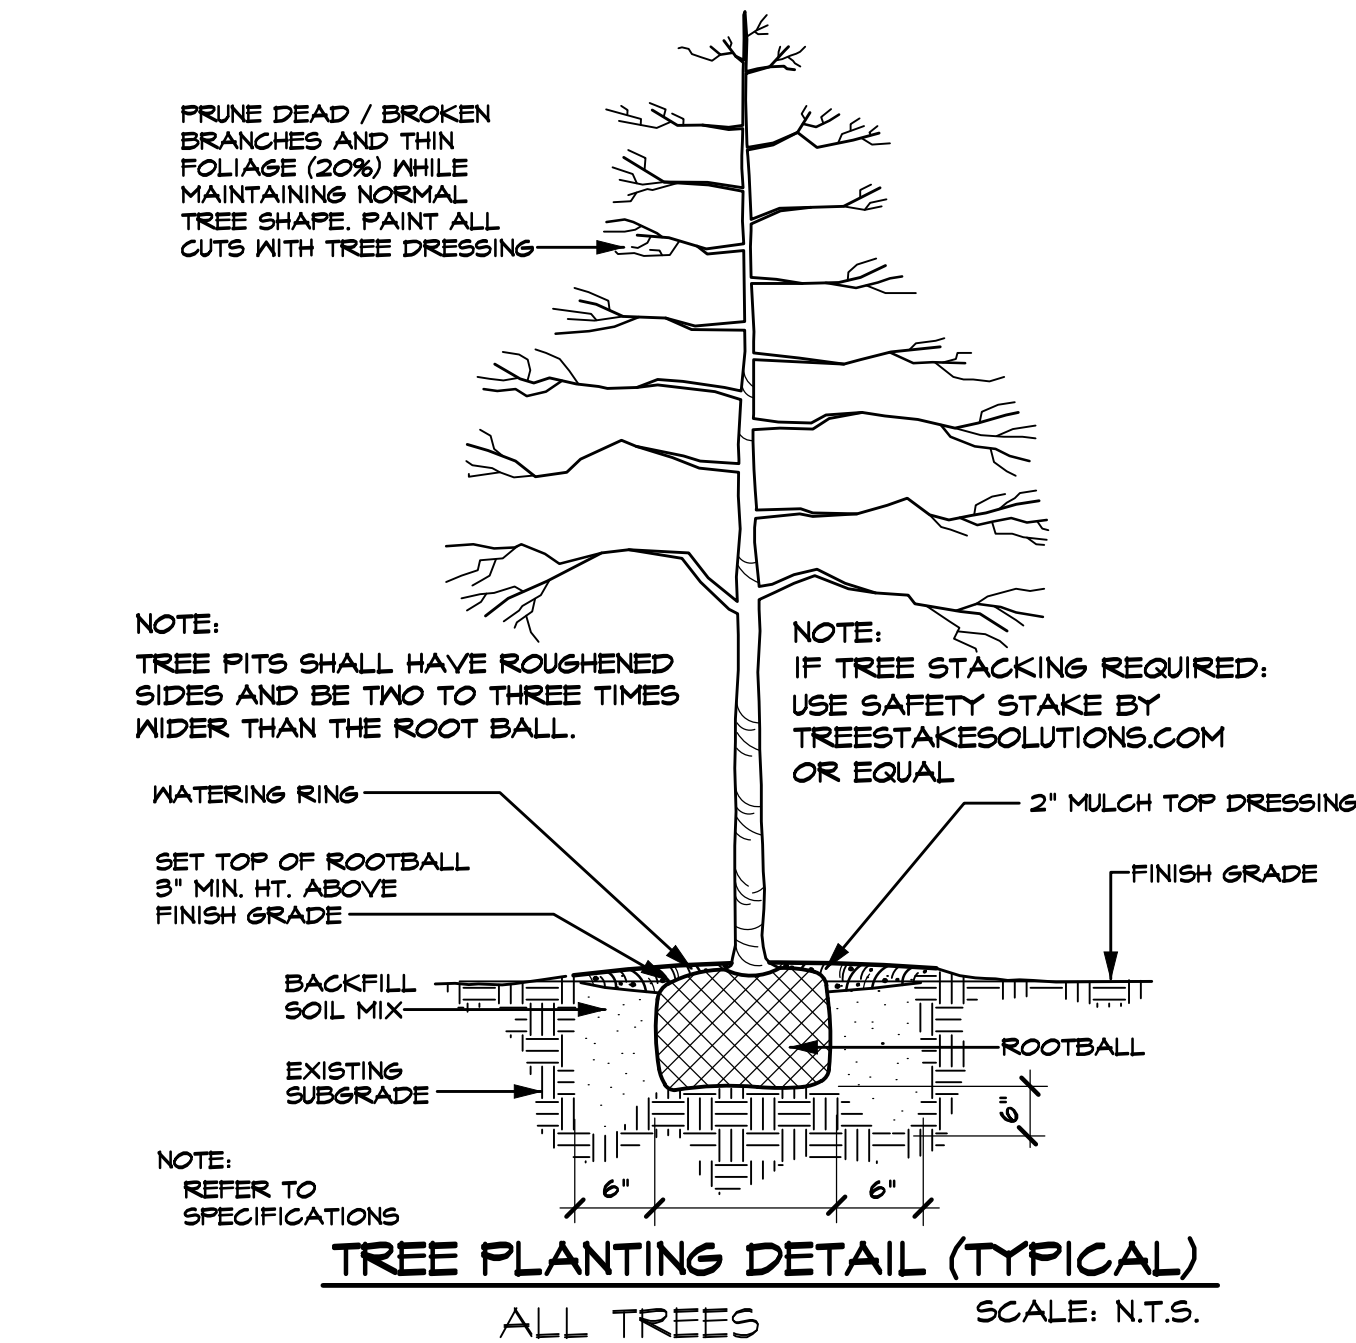 PRUNE DEAD / BROKEN
BRANCHES AND THIN
FOLIAGE (20%) WHILE
MAINTAINING NORMAL
TREE SHAPE. PAINT ALL
CUTS WITH TREE DRESSING
NOTE:
TREE PITS SHALL HAVE ROUGHENED
SIDES AND BE TWO TO THREE TIMES
WIDER THAN THE ROOT BALL.
NOTE:
IF TREE STACKING REQUIRED:
USE SAFETY STAKE BY
TREESTAKESOLUTIONS.COM
OR EQUAL
WATERING RING
2" MULCH TOP DRESSING
SET TOP OF ROOTBALL
3" MIN. HT. ABOVE
FINISH GRADE
FINISH GRADE
BACKFILL
SOIL MIX
ROOTBALL
EXISTING
SUBGRADE
6"
NOTE:
REFER TO
SPECIFICATIONS
6"
6"
TREE PLANTING DETAIL (TYPICAL)
ALL TREES
SCALE: N.T.S.